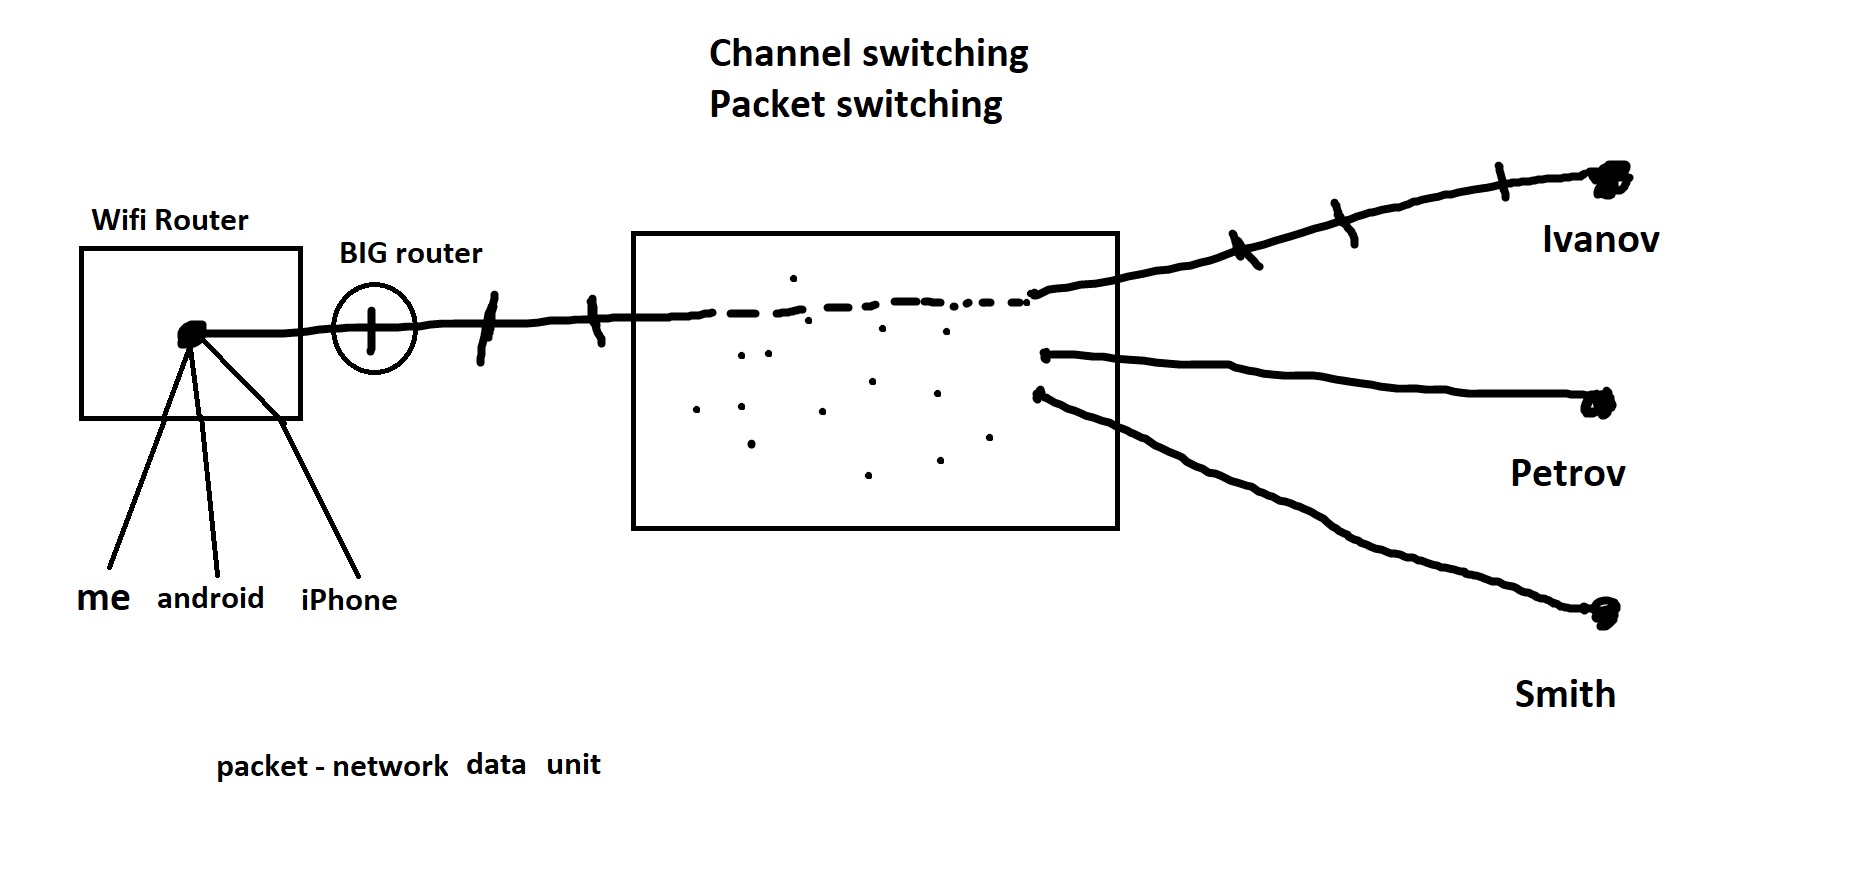 Channel switching
Packet switching
Wifi Router
BIG router
Ivanov
Petrov
me android iPhone
Smith
packet - network data unit